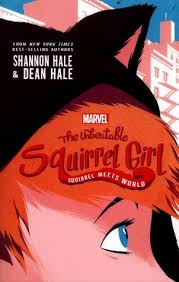 FROM NEW YORK TIMES
BEST-SELLING AUTHORS
SHANNON HALE
& DEAN HALE
MARVEL
The Unbeatable
Squirrel Girl
SQUIRREL MEETS WORLD